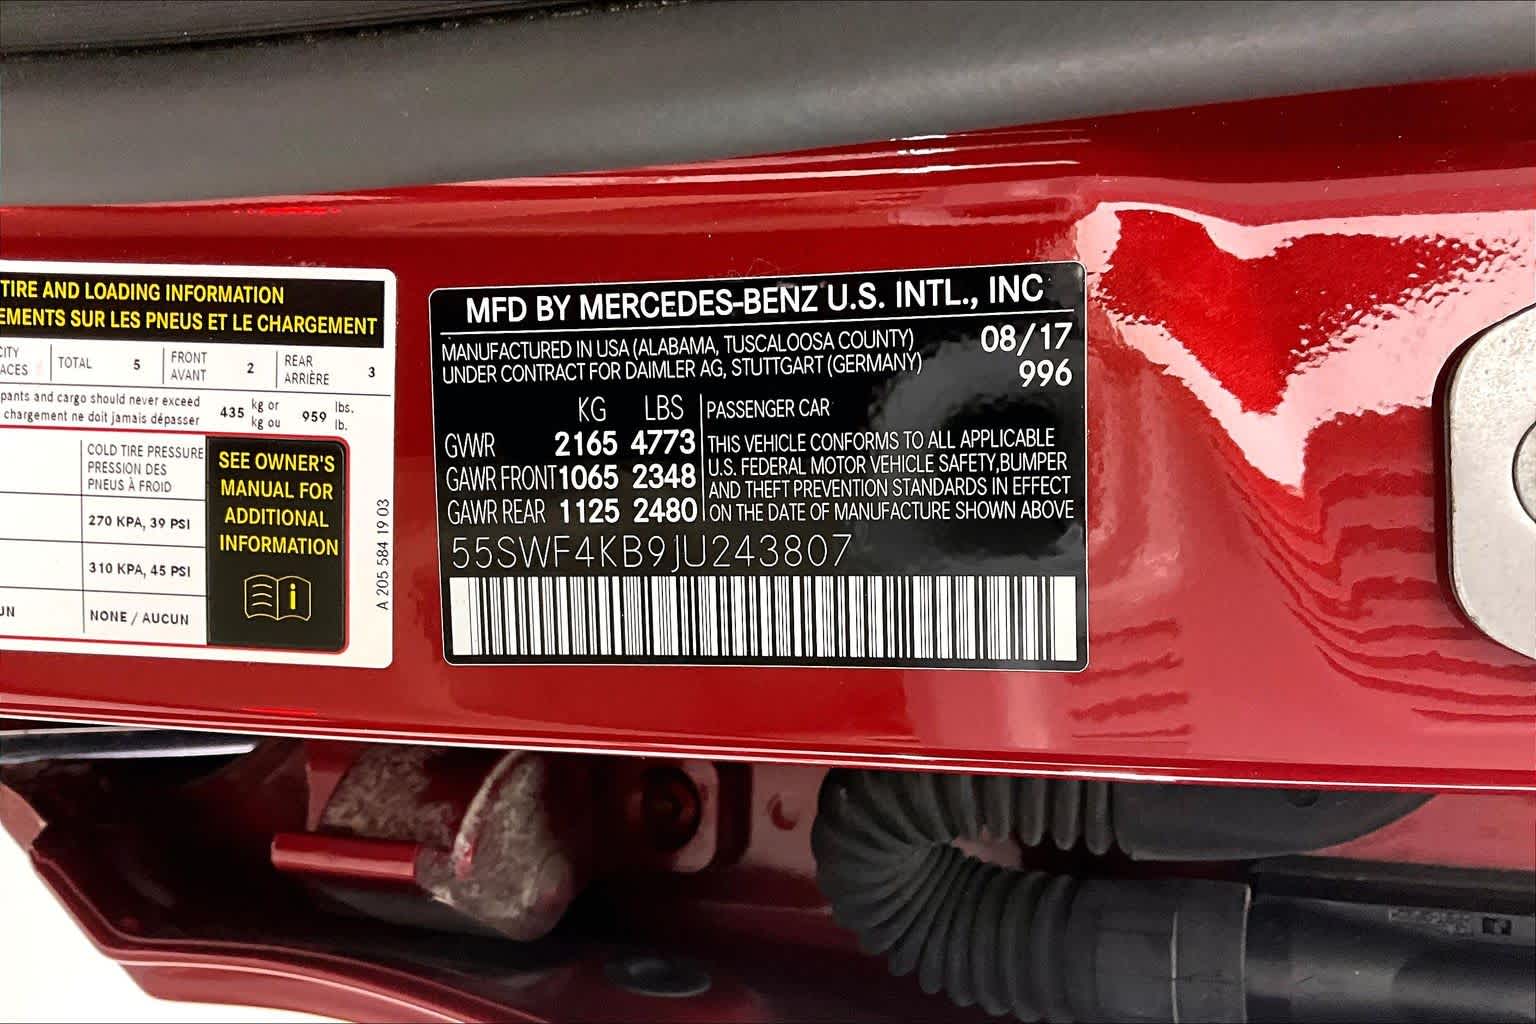 TIRE AND LOADING INFORMATION
EMENTS SUR LES PNEUS ET LE CHARGEMENT
CITY
ACES
TOTAL 5
FRONT
AVANT 2
REAR
ARRIÈRE 3
pants and cargo should never exceed
chargement ne doit jamais dépasser
435 kg or
kg ou
959 lbs.
lb.
COLD TIRE PRESSURE
PRESSION DES
PNEUS À FROID
270 KPA, 39 PSI
310 KPA, 45 PSI
UN
NONE / AUCUN
SEE OWNER'S
MANUAL FOR
ADDITIONAL
INFORMATION
A 205 584 19 03
MFD BY MERCEDES-BENZ U.S. INTL., INC
MANUFACTURED IN USA (ALABAMA, TUSCALOOSA COUNTY)
UNDER CONTRACT FOR DAIMLER AG, STUTTGART (GERMANY)
08/17
996
KG LBS
GVWR 2165 4773
GAWR FRONT 1065 2348
GAWR REAR 1125 2480
PASSENGER CAR
THIS VEHICLE CONFORMS TO ALL APPLICABLE
U.S. FEDERAL MOTOR VEHICLE SAFETY,BUMPER
AND THEFT PREVENTION STANDARDS IN EFFECT
ON THE DATE OF MANUFACTURE SHOWN ABOVE
55SWF4KB9JU243807